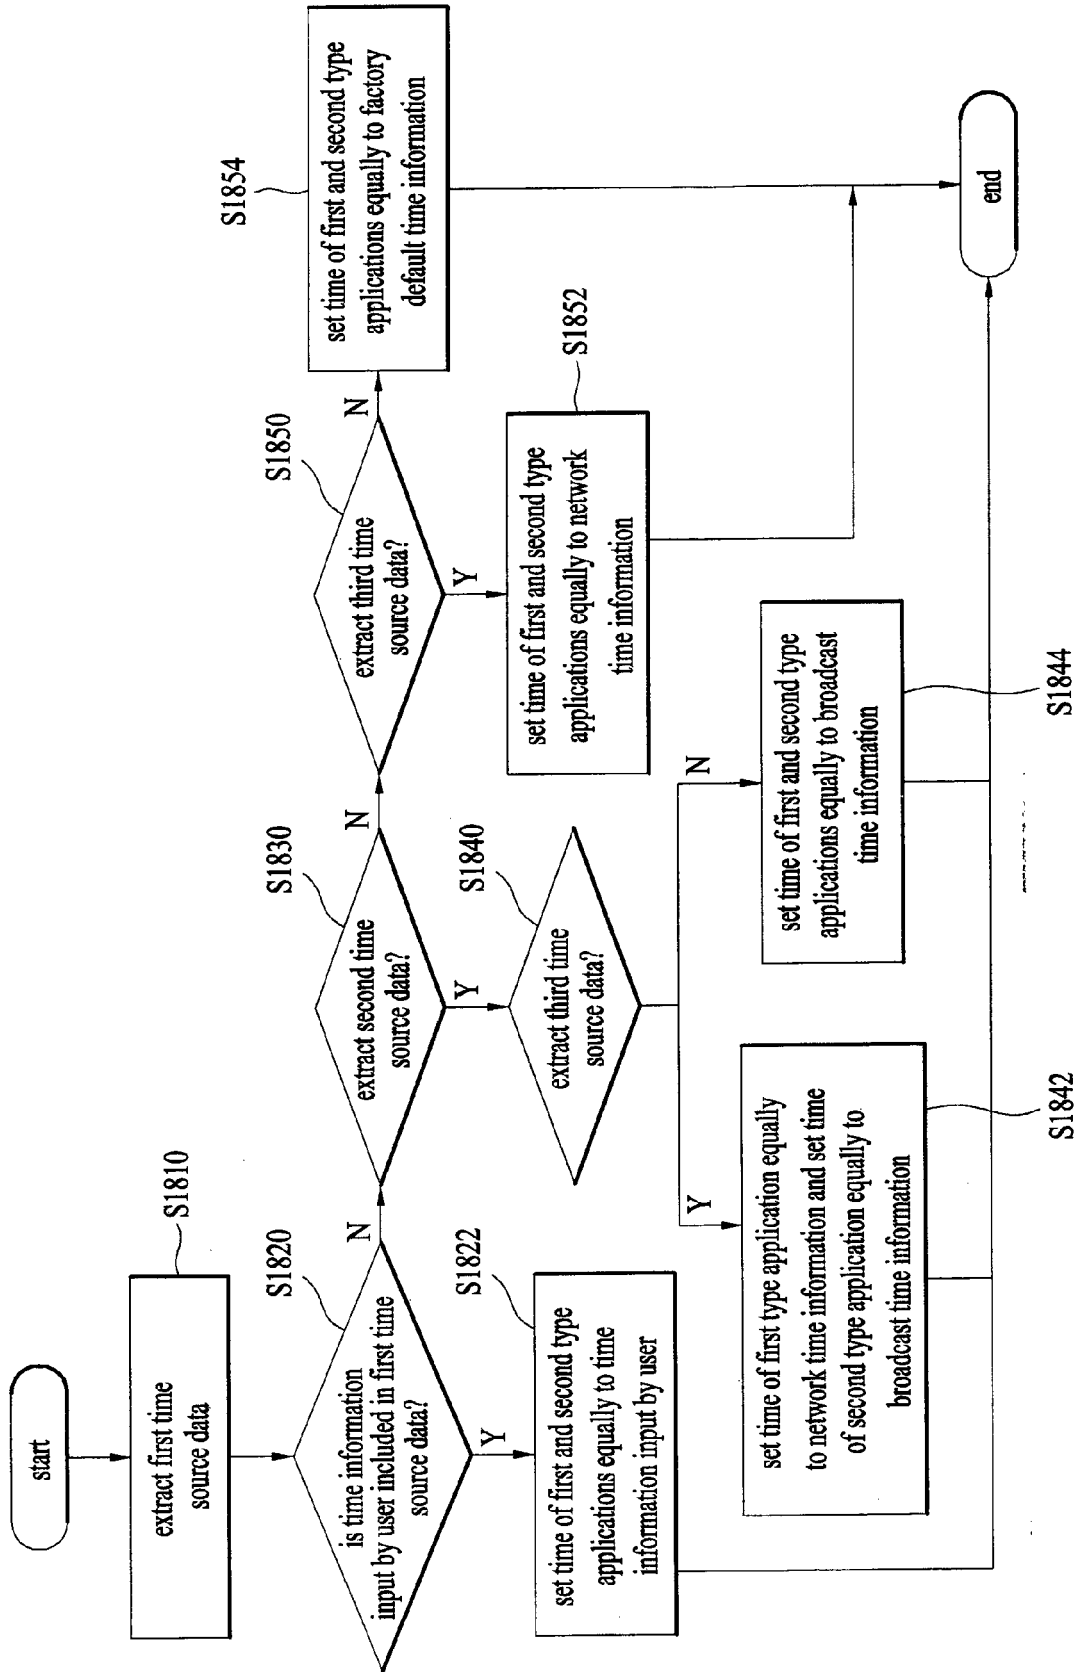 start
extract first time
source data
S1810
is time information
input by user included in first time
source data?
S1820
N
Y
set time of first and second type
applications equally to time
information input by user
S1822
extract second time
source data?
S1830
N
Y
extract third time
source data?
S1840
Y
N
set time of first type application equally
to network time information and set time
of second type application equally to
broadcast time information
S1842
set time of first and second type
applications equally to broadcast
time information
S1844
extract third time
source data?
S1850
N
Y
set time of first and second type
applications equally to network
time information
S1852
set time of first and second type
applications equally to factory
default time information
S1854
end